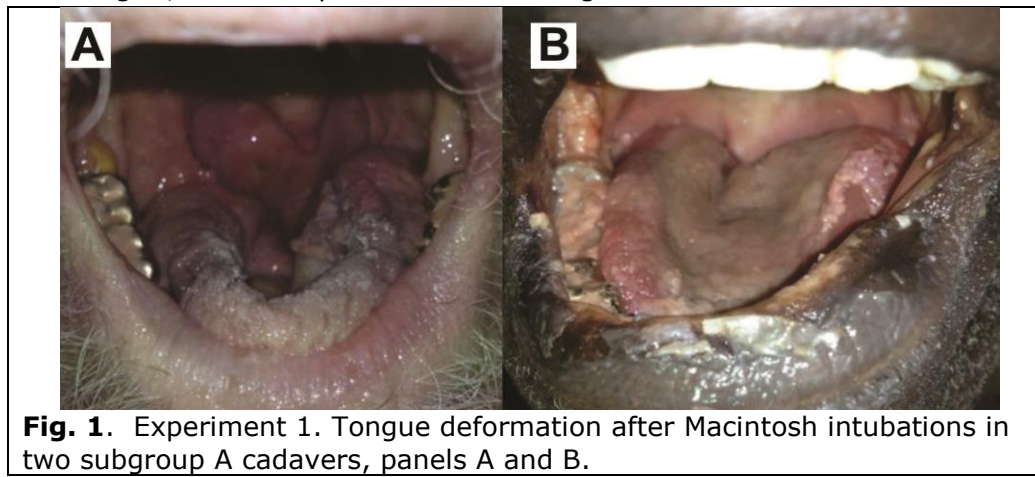 A
B
Fig. 1. Experiment 1. Tongue deformation after Macintosh intubations in
two subgroup A cadavers, panels A and B.